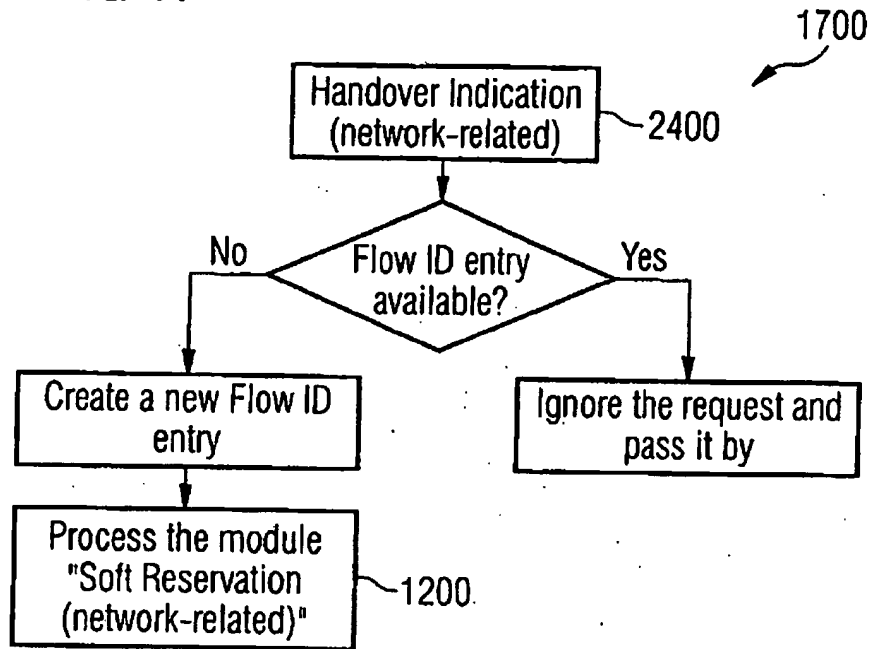 1700
Handover Indication
(network-related)
2400
No
Flow ID entry
available?
Yes
Create a new Flow ID
entry
Ignore the request and
pass it by
Process the module
"Soft Reservation
(network-related)"
1200